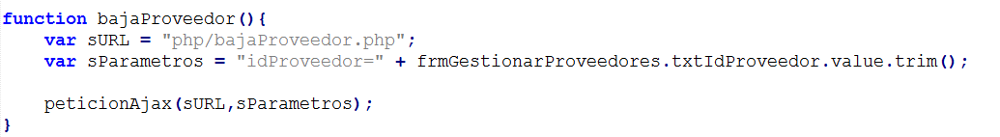 function bajaProveedor(){
    var sURL = "php/bajaProveedor.php";
    var sParametros = "idProveedor=" + frmGestionarProveedores.txtIdProveedor.value.trim();

    peticionAjax(sURL,sParametros);
}